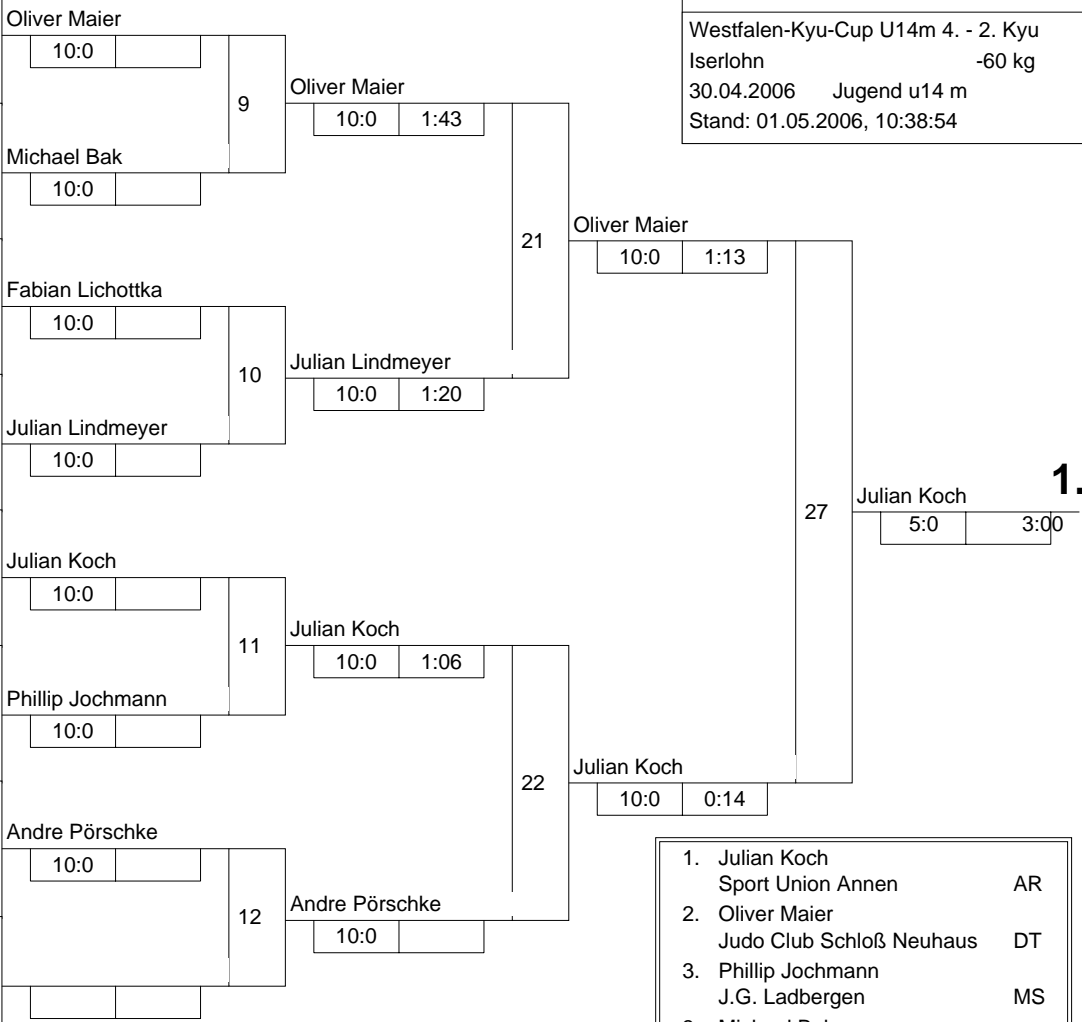 Westfalen-Kyu-Cup U14m 4. - 2. Kyu
Iserlohn -60 kg
30.04.2006 Jugend u14 m
Stand: 01.05.2006, 10:38:54
Oliver Maier
10:0
9
Michael Bak
10:0
Fabian Lichottka
10:0
10
Julian Lindmeyer
10:0
Julian Koch
10:0
11
Phillip Jochmann
10:0
Andre Pörschke
10:0
12
Oliver Maier
10:0 1:43
21
Julian Lindmeyer
10:0 1:20
Julian Koch
10:0 1:06
22
Andre Pörschke
10:0
Oliver Maier
10:0 1:13
27
Julian Koch
10:0 0:14
Julian Koch 1.
5:0 3:00
1. Julian Koch
Sport Union Annen AR
2. Oliver Maier
Judo Club Schloß Neuhaus DT
3. Phillip Jochmann
J.G. Ladbergen MS